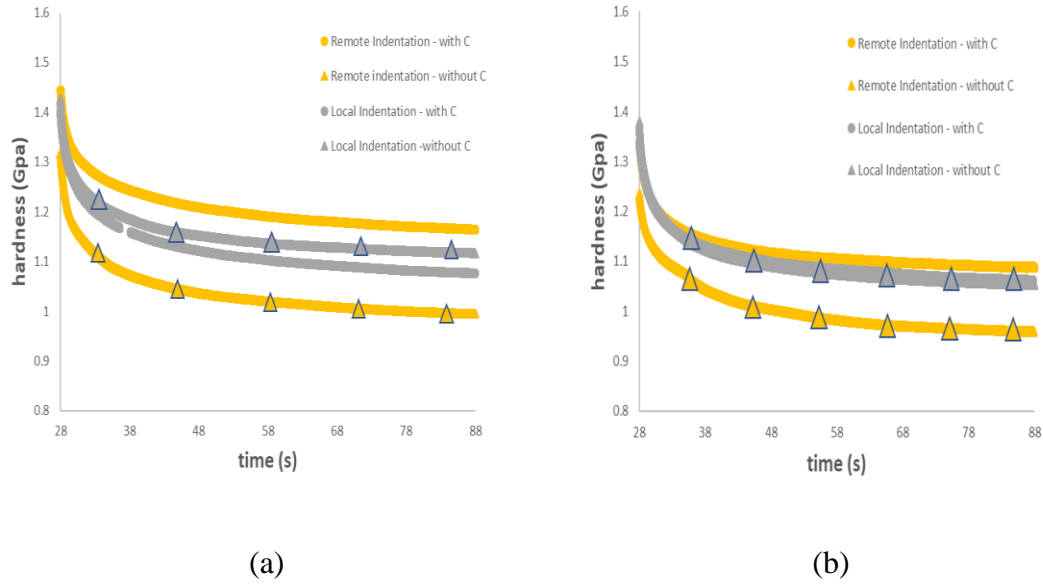 1.6
1.5
1.4
1.3
1.2
1.1
1
0.9
0.8
hardness (Gpa)
28 38 48 58 68 78 88
time (s)
Remote Indentation - with C
Remote indentation - without C
Local Indentation - with C
Local Indentation -without C
(a)
1.6
1.5
1.4
1.3
1.2
1.1
1
0.9
0.8
hardness (Gpa)
28 38 48 58 68 78 88
time (s)
Remote Indentation - with C
Remote Indentation - without C
Local Indentation - with C
Local Indentation - without C
(b)